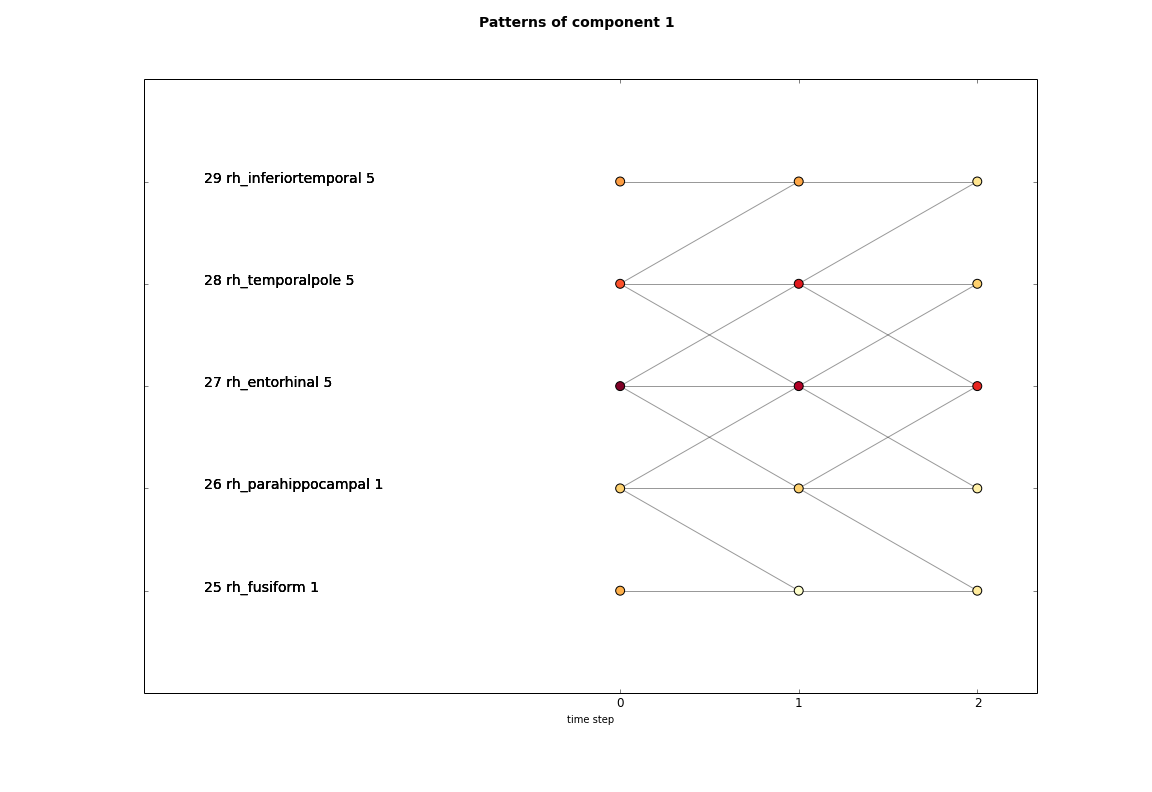 Patterns of component 1
29 rh_inferiortemporal 5
28 rh_temporalpole 5
27 rh_entorhinal 5
26 rh_parahippocampal 1
25 rh_fusiform 1
0 1 2
time step